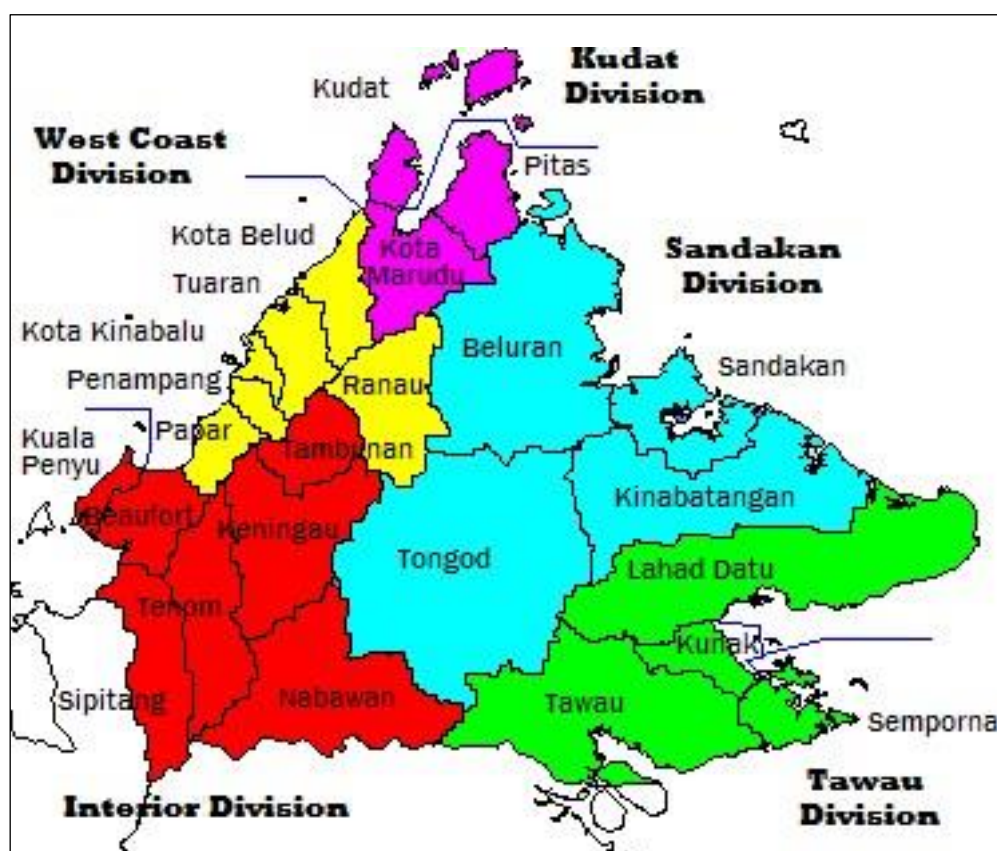 Kudat
Division
Kudat
West Coast
Division
Pitas
Kota Belud
Sandakan
Division
Kota
Marudu
Tuaran
Kota Kinabalu
Beluran
Sandakan
Penampang
Ranau
Papar
Kuala
Penyu
Tambunan
Kinabatangan
Beaufort
Keningau
Tongod
Lahad Datu
Tenom
Kunak
Sipitang
Nabawan
Tawau
Semporna
Interior Division
Tawau
Division